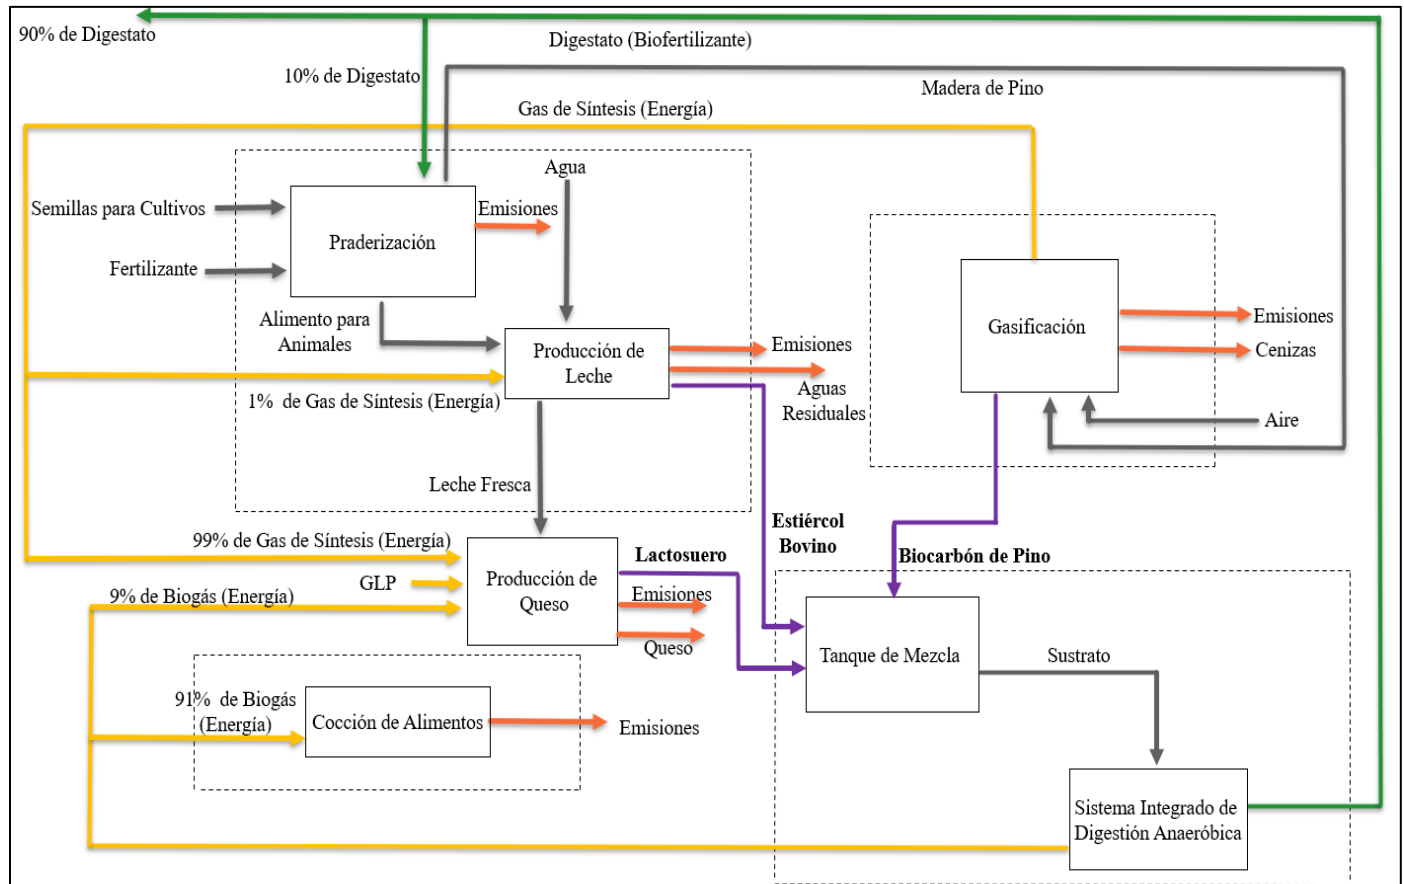 90% de Digestato
Digestato (Biofertilizante)
10% de Digestato
Madera de Pino
Gas de Síntesis (Energía)
Agua
Semillas para Cultivos
Emisiones
Praderización
Fertilizante
Alimento para
Animales
Producción de
Leche
Emisiones
Aguas
Residuales
1%  de Gas de Síntesis (Energía)
Gasificación
Emisiones
Cenizas
Aire
Leche Fresca
Estiércol
Bovino
Biocarbón de Pino
99% de Gas de Síntesis (Energía)
GLP
9% de Biogás (Energía)
Producción de
Queso
Lactosuero
Emisiones
Queso
Tanque de Mezcla
Sustrato
91%  de Biogás
(Energía)
Cocción de Alimentos
Emisiones
Sistema Integrado de
Digestión Anaeróbica